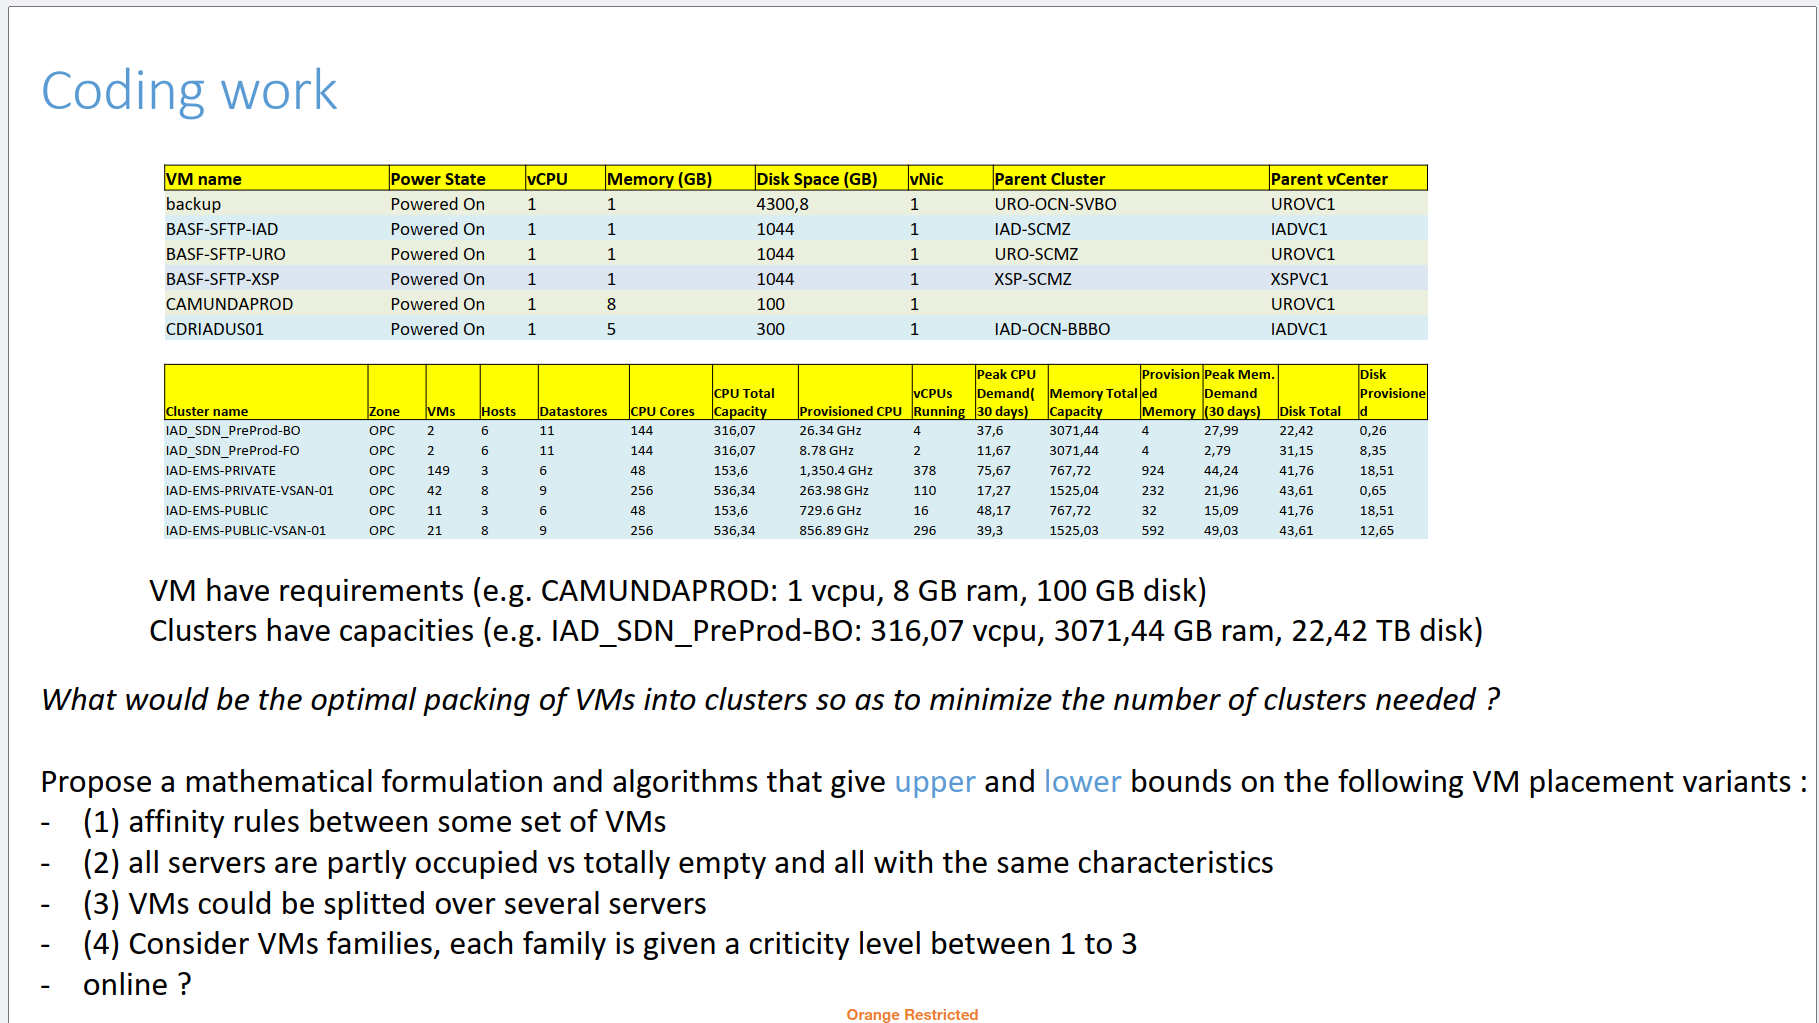 Coding work
VM name Power State vCPU Memory (GB) Disk Space (GB) vNic Parent Cluster Parent vCenter
backup Powered On 1 1 4300,8 1 URO-OCN-SVBO UROVC1
BASF-SFTP-IAD Powered On 1 1 1044 1 IAD-SCMZ IADVC1
BASF-SFTP-URO Powered On 1 1 1044 1 URO-SCMZ UROVC1
BASF-SFTP-XSP Powered On 1 1 1044 1 XSP-SCMZ XSPVC1
CAMUNDAPROD Powered On 1 8 100 1 UROVC1
CDRIADUS01 Powered On 1 5 300 1 IAD-OCN-BBBO IADVC1
Peak CPU Provision Peak Mem. Disk
CPU Total vCPUs Demand( Memory Total ed Demand Provisione
Cluster name Zone VMs Hosts Datastores CPU Cores Capacity Provisioned CPU Running 30 days) Capacity Memory (30 days) Disk Total d
IAD_SDN_PreProd-BO OPC 2 6 11 144 316,07 26.34 GHz 4 37,6 3071,44 4 27,99 22,42 0,26
IAD_SDN_PreProd-FO OPC 2 6 11 144 316,07 8.78 GHz 2 11,67 3071,44 4 2,79 31,15 8,35
IAD-EMS-PRIVATE OPC 149 3 6 48 153,6 1,350.4 GHz 378 75,67 767,72 924 44,24 41,76 18,51
IAD-EMS-PRIVATE-VSAN-01 OPC 42 8 9 256 536,34 263.98 GHz 110 17,27 1525,04 232 21,96 43,61 0,65
IAD-EMS-PUBLIC OPC 11 3 6 48 153,6 729.6 GHz 16 48,17 767,72 32 15,09 41,76 18,51
IAD-EMS-PUBLIC-VSAN-01 OPC 21 8 9 256 536,34 856.89 GHz 296 39,3 1525,03 592 49,03 43,61 12,65
VM have requirements (e.g. CAMUNDAPROD: 1 vcpu, 8 GB ram, 100 GB disk)
Clusters have capacities (e.g. IAD_SDN_PreProd-BO: 316,07 vcpu, 3071,44 GB ram, 22,42 TB disk)
What would be the optimal packing of VMs into clusters so as to minimize the number of clusters needed ?
Propose a mathematical formulation and algorithms that give upper and lower bounds on the following VM placement variants :
- (1) affinity rules between some set of VMs
- (2) all servers are partly occupied vs totally empty and all with the same characteristics
- (3) VMs could be splitted over several servers
- (4) Consider VMs families, each family is given a criticity level between 1 to 3
- online ?
Orange Restricted